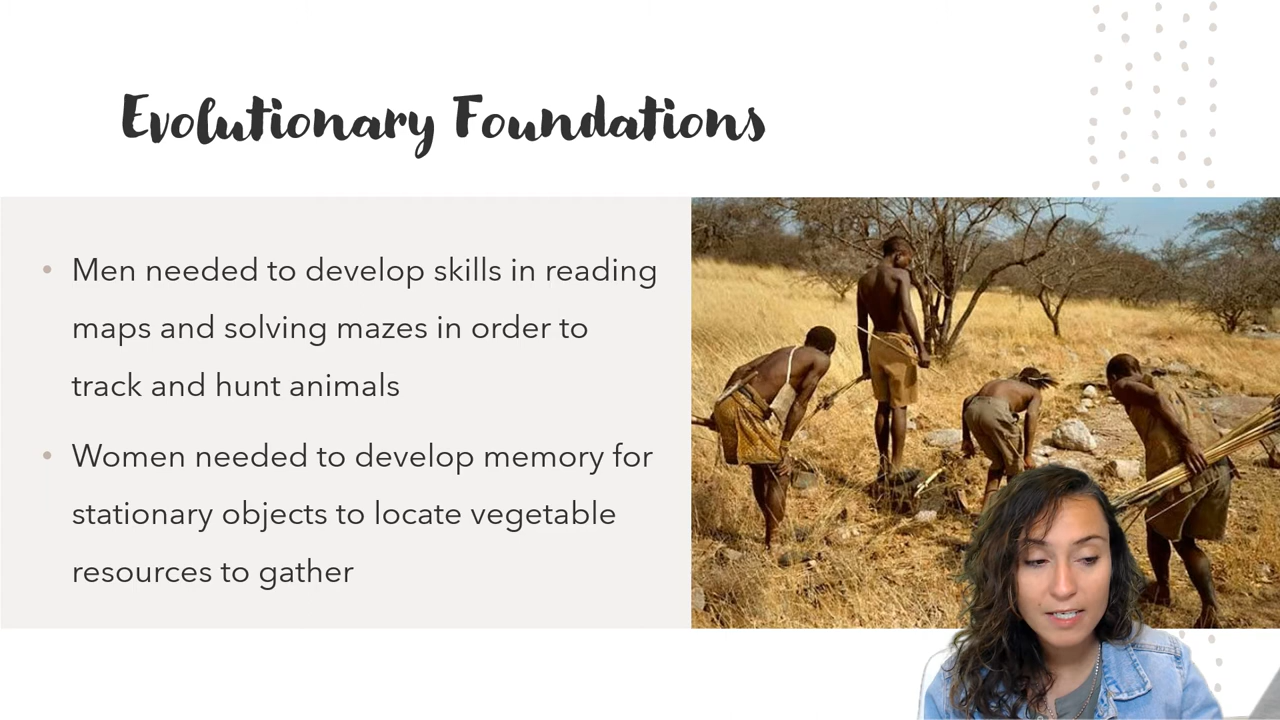 Evolutionary Foundations
• Men needed to develop skills in reading
maps and solving mazes in order to
track and hunt animals
• Women needed to develop memory for
stationary objects to locate vegetable
resources to gather